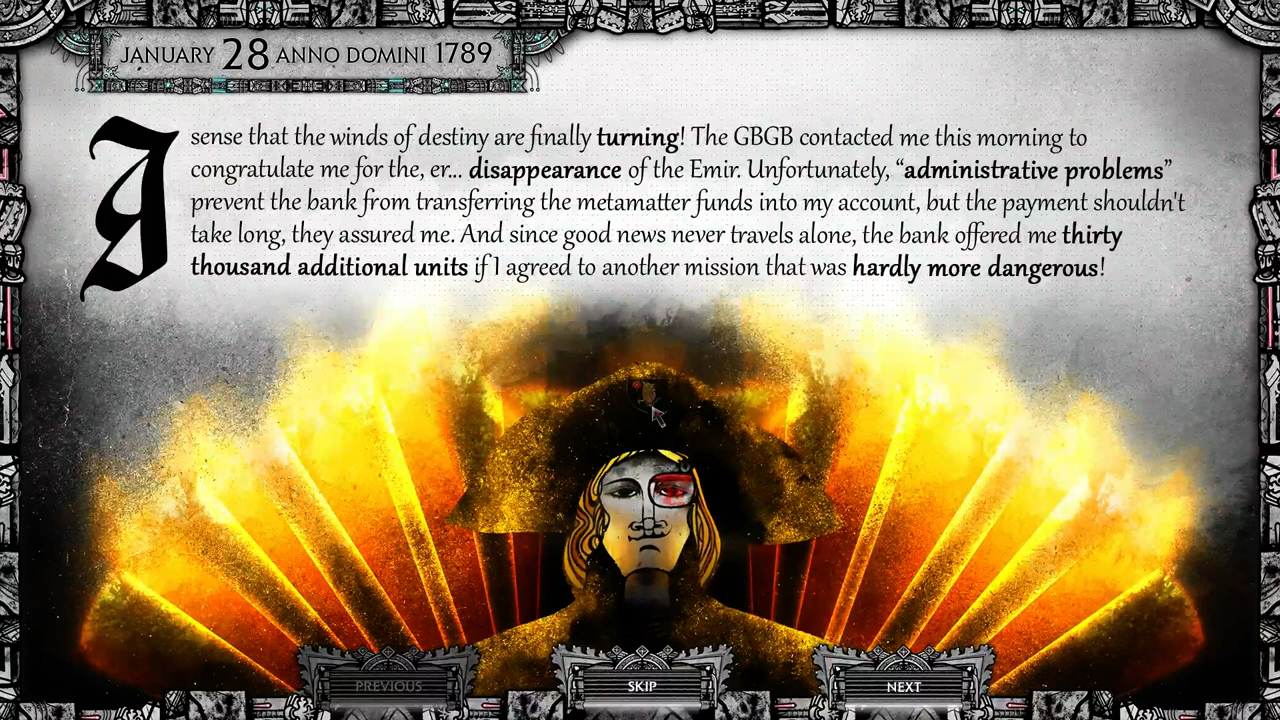 JANUARY 28 ANNO DOMINI 1789
I sense that the winds of destiny are finally turning! The GBGB contacted me this morning to
congratulate me for the, er... disappearance of the Emir. Unfortunately, “administrative problems”
prevent the bank from transferring the metamatter funds into my account, but the payment shouldn't
take long, they assured me. And since good news never travels alone, the bank offered me thirty
thousand additional units if I agreed to another mission that was hardly more dangerous!
PREVIOUS
SKIP
NEXT